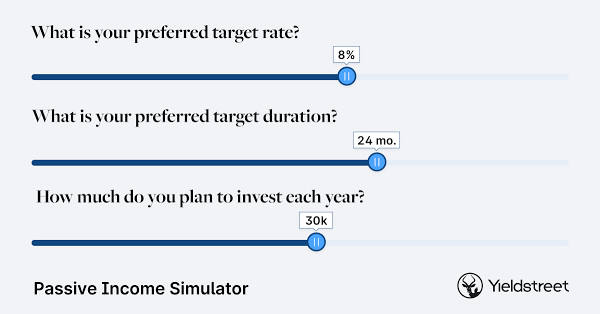 What is your preferred target rate?
8%
What is your preferred target duration?
24 mo.
How much do you plan to invest each year?
30k
Passive Income Simulator
Yieldstreet